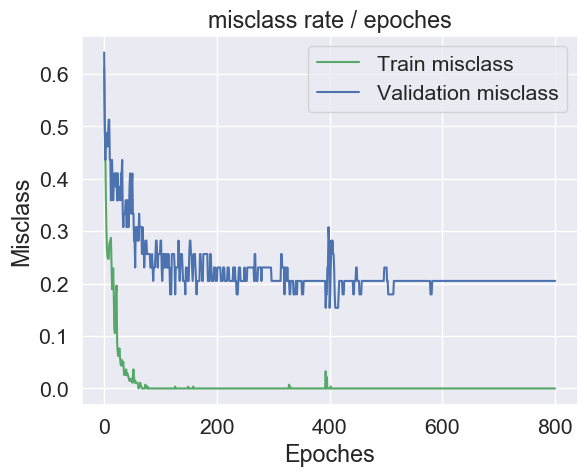 misclass rate / epoches
Train misclass
Validation misclass
0.6
0.5
0.4
0.3
0.2
0.1
0.0
Misclass
0
200
400
600
800
Epoches